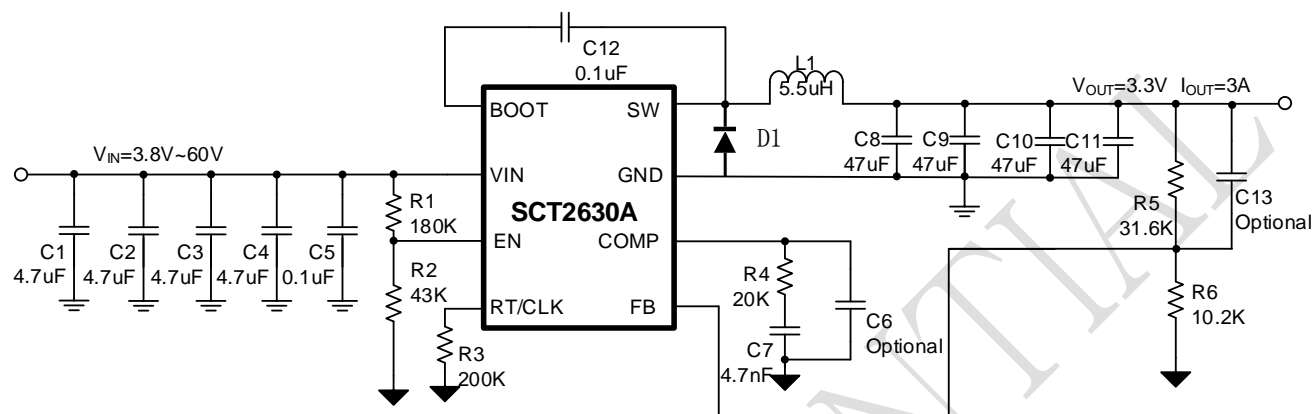 C12
0.1uF
L1
5.5uH
VOUT=3.3V IOUT=3A
BOOT
SW
D1
C8
47uF
C9
47uF
C10
47uF
C11
47uF
VIN=3.8V~60V
VIN
GND
SCT2630A
R1
180K
R5
31.6K
C13
Optional
EN
COMP
C1
4.7uF
C2
4.7uF
C3
4.7uF
C4
4.7uF
C5
0.1uF
R2
43K
R4
20K
R6
10.2K
RT/CLK
FB
C6
Optional
R3
200K
C7
4.7nF
NTIAL